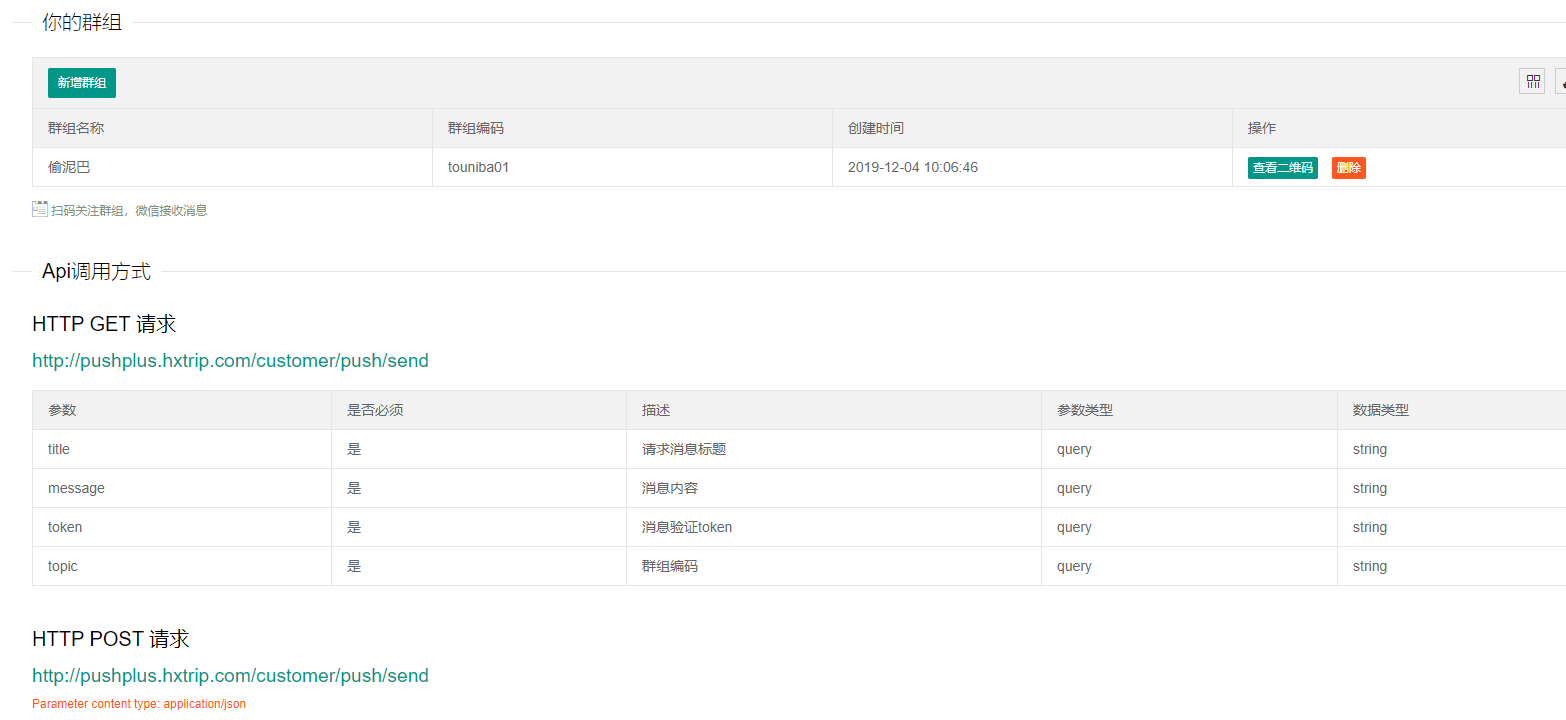 你的群组
新增群组
群组名称 群组编码 创建时间 操作
偷泥巴 touniba01 2019-12-04 10:06:46 查看二维码 删除
扫码关注群组，微信接收消息
Api调用方式
HTTP GET 请求
http://pushplus.hxtrip.com/customer/push/send
参数 是否必须 描述 参数类型 数据类型
title 是 请求消息标题 query string
message 是 消息内容 query string
token 是 消息验证token query string
topic 是 群组编码 query string
HTTP POST 请求
http://pushplus.hxtrip.com/customer/push/send
Parameter content type: application/json